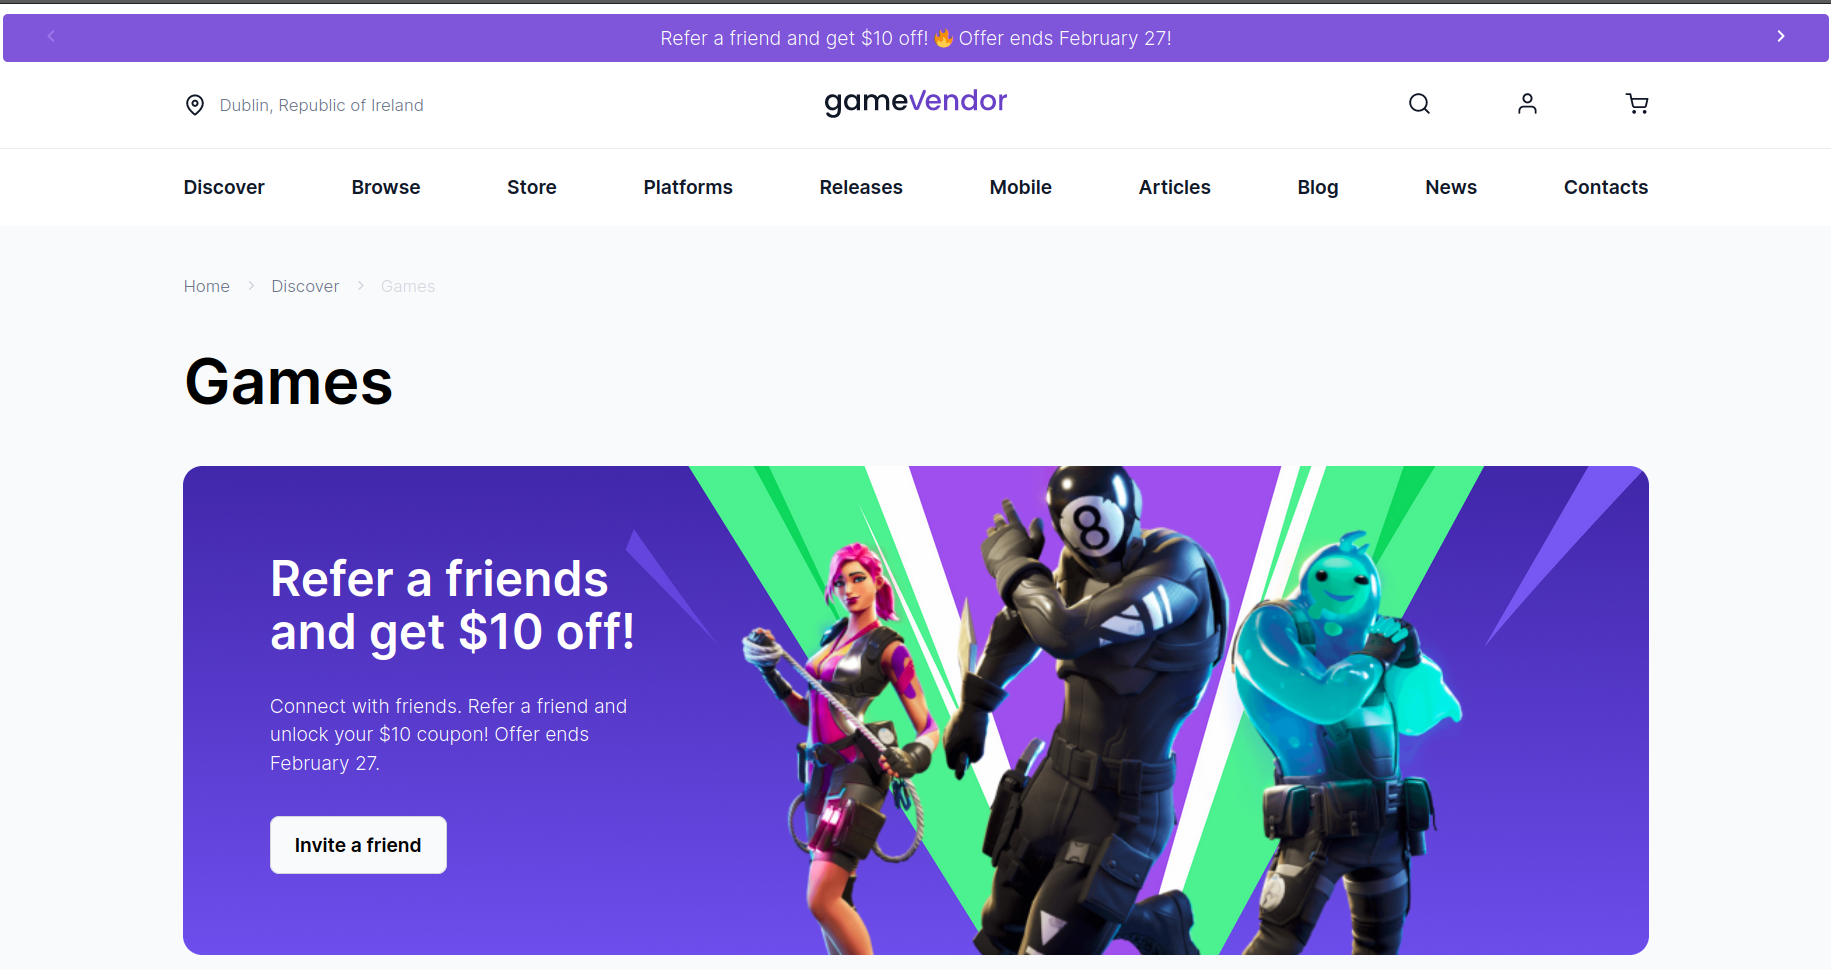 Refer a friend and get $10 off! 🔥 Offer ends February 27!
Dublin, Republic of Ireland
gameVendor
Discover Browse Store Platforms Releases Mobile Articles Blog News Contacts
Home > Discover > Games
Games
Refer a friends
and get $10 off!
Connect with friends. Refer a friend and
unlock your $10 coupon! Offer ends
February 27.
Invite a friend
8